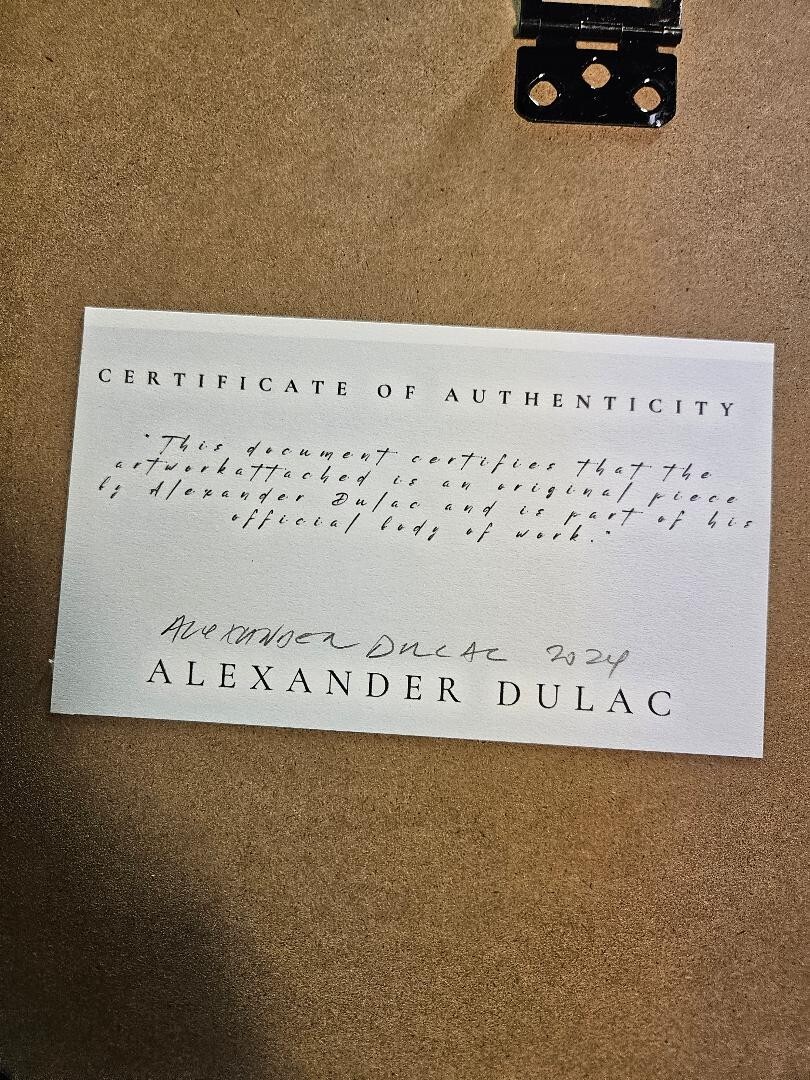 CERTIFICATE OF AUTHENTICITY
"This document certifies that the
artworkattached is an original piece
by Alexander Dulac and is part of his
official body of work."
ALEXANDER DULAC 2024
ALEXANDER DULAC